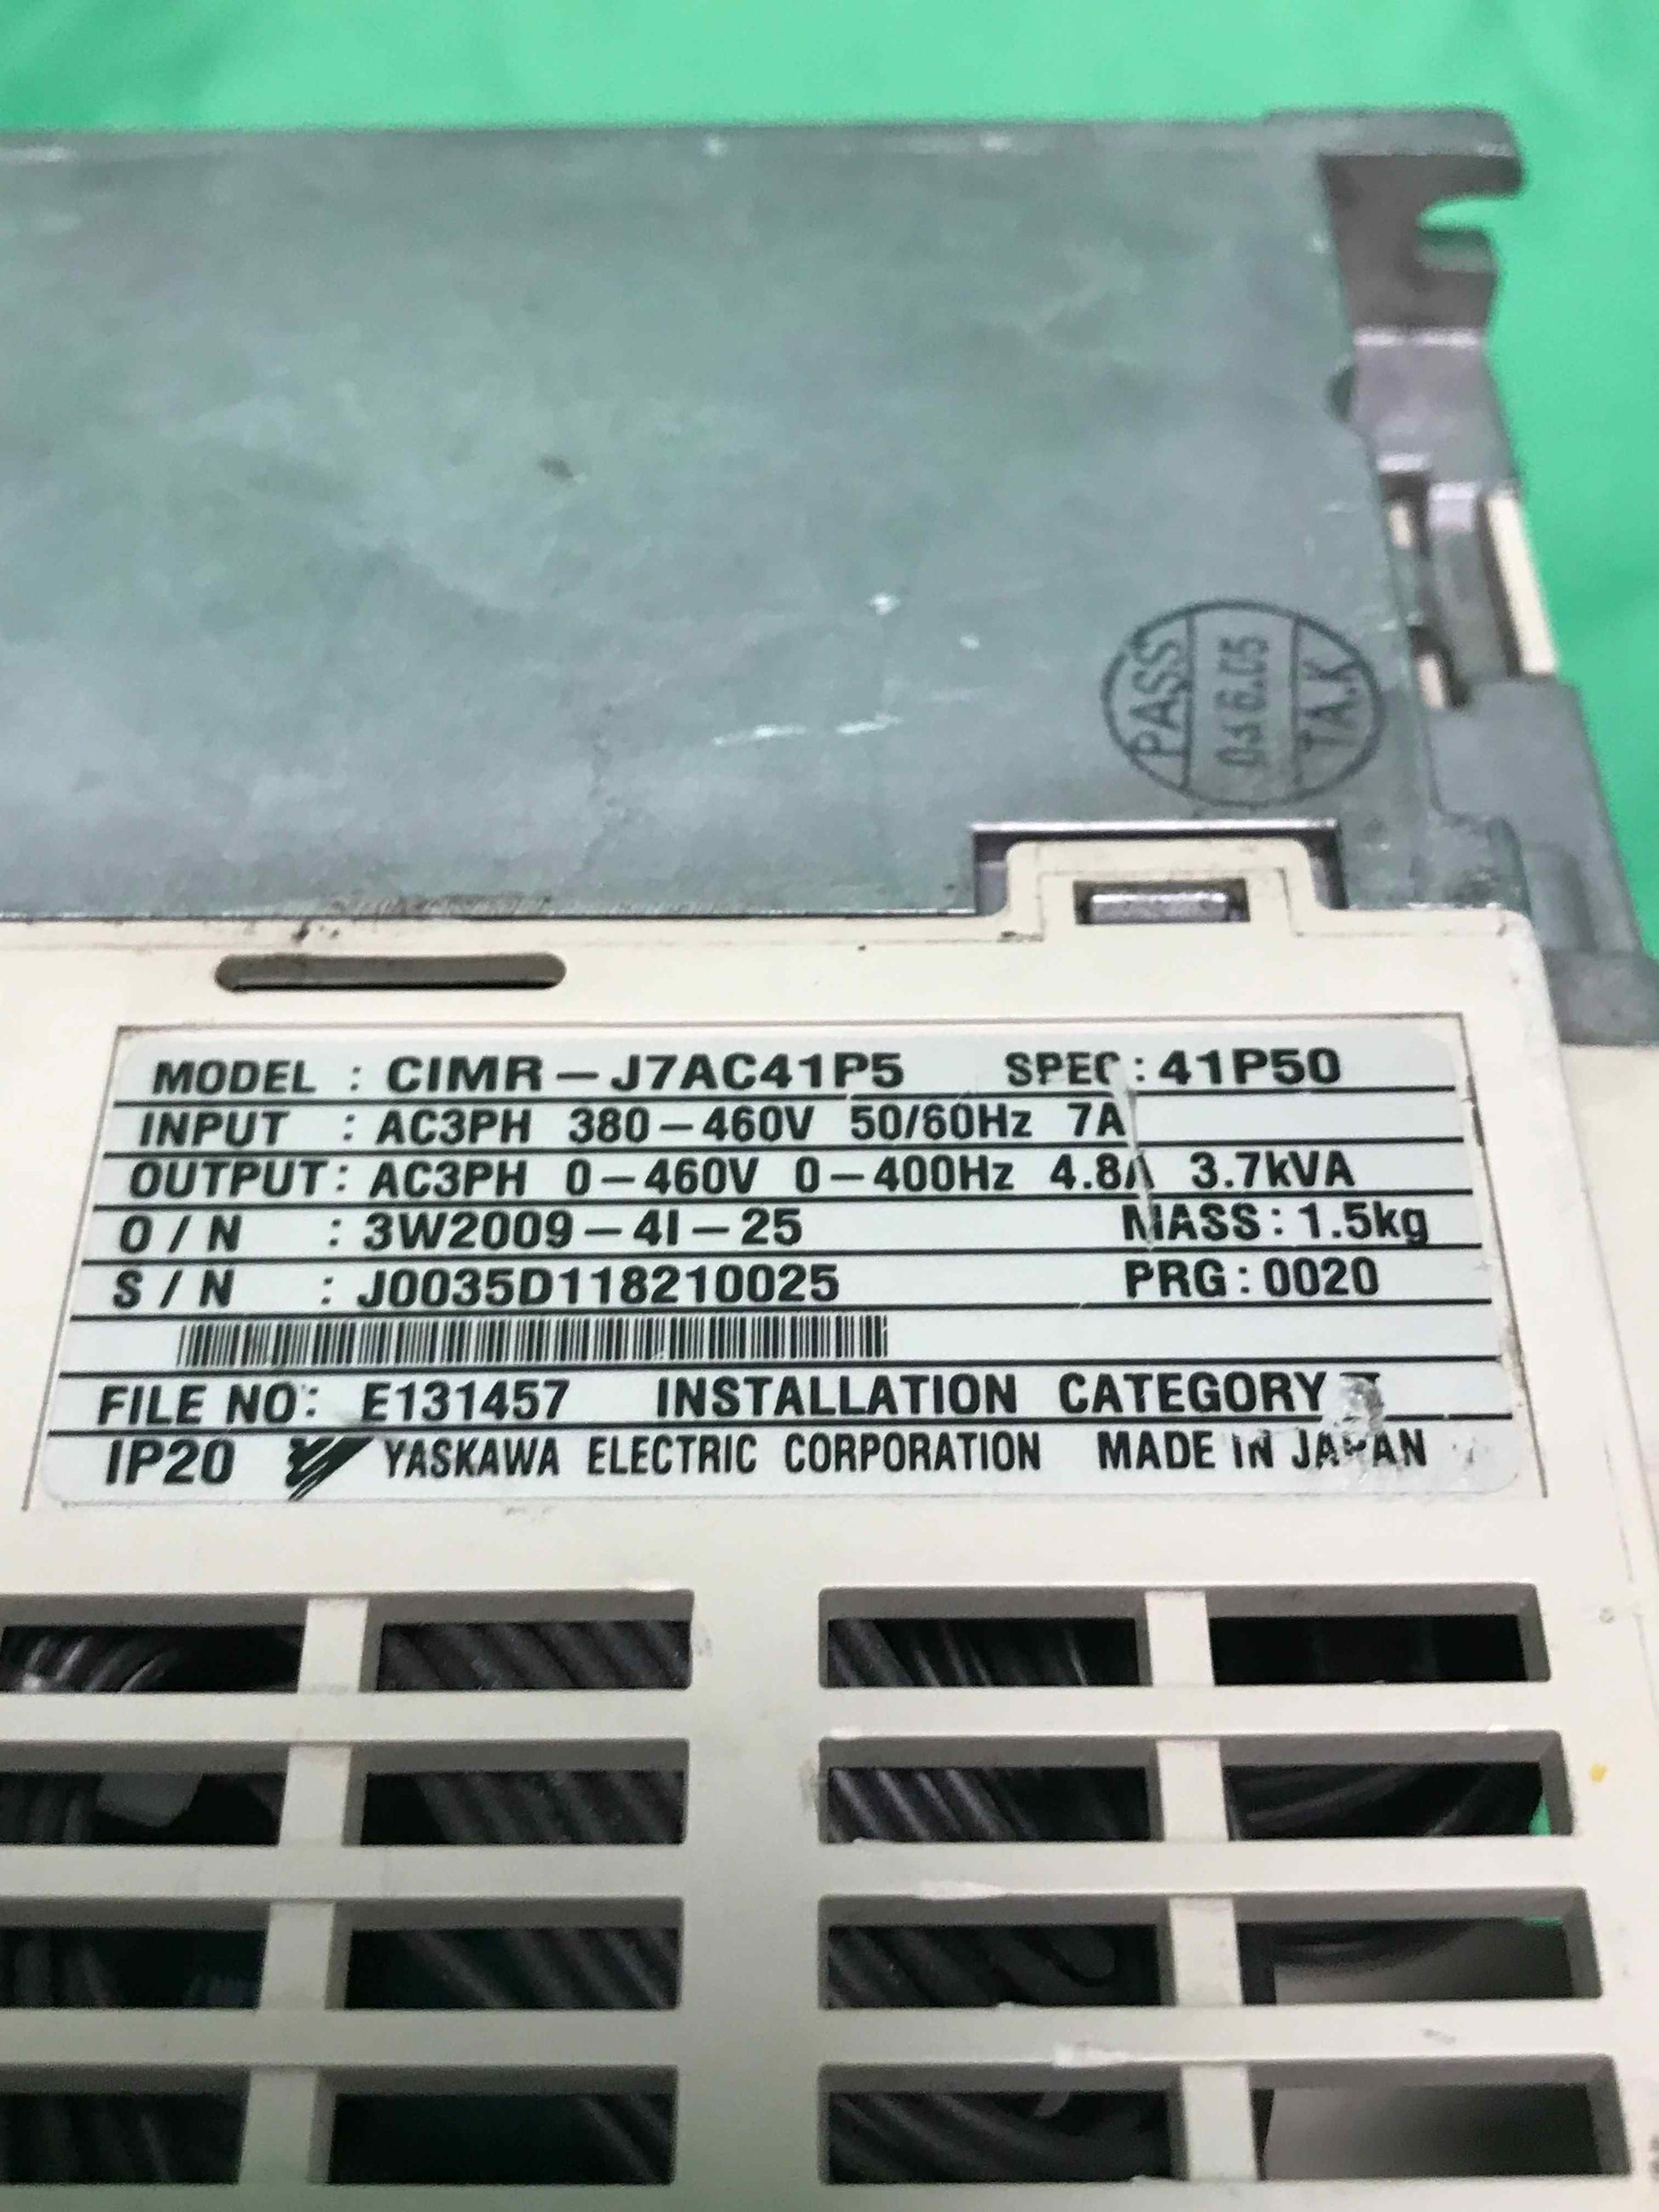 PASS
6.05
TA.K
MODEL : CIMR-J7AC41P5 SPEC : 41P50
INPUT : AC3PH 380-460V 50/60Hz 7A
OUTPUT : AC3PH 0-460V 0-400Hz 4.8A 3.7kVA
O/N : 3W2009-4I-25 MASS : 1.5kg
S/N : J0035D118210025 PRG : 0020
FILE NO : E131457 INSTALLATION CATEGORY
IP20 YASKAWA ELECTRIC CORPORATION MADE IN JAPAN